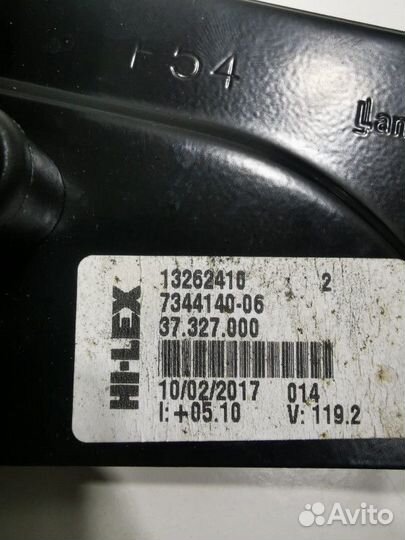 F54
HI-LEX
13262410 2
7344140-06
37.327.000
10/02/2017 014
I: +05.10 V: 119.2
Avito